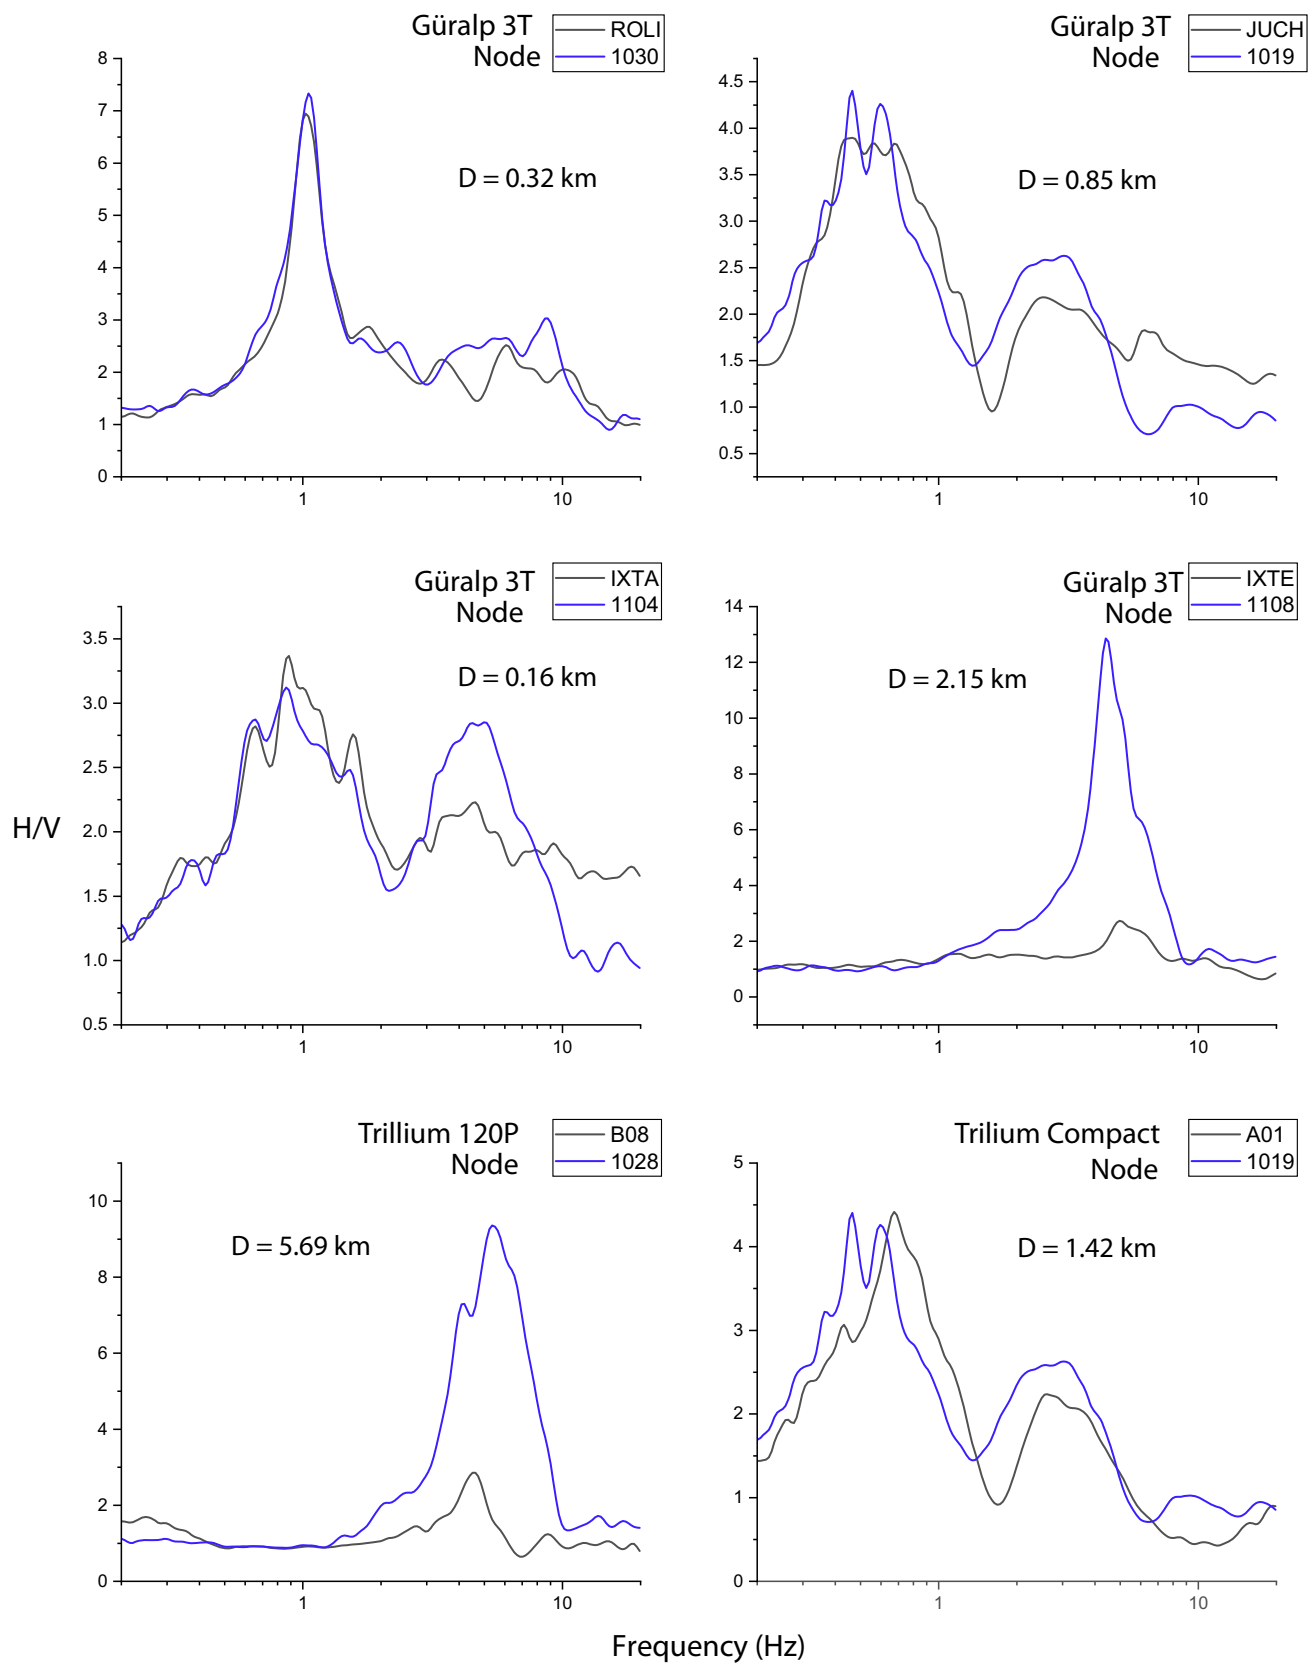 Güralp 3T
Node
ROLI
1030
D = 0.32 km
8
7
6
5
4
3
2
1
0
1
10
Güralp 3T
Node
JUCH
1019
D = 0.85 km
4.5
4.0
3.5
3.0
2.5
2.0
1.5
1.0
0.5
1
10
Güralp 3T
Node
IXTA
1104
D = 0.16 km
3.5
3.0
2.5
2.0
1.5
1.0
0.5
1
10
H/V
Güralp 3T
Node
IXTE
1108
D = 2.15 km
14
12
10
8
6
4
2
0
1
10
Trillium 120P
Node
B08
1028
D = 5.69 km
10
8
6
4
2
0
1
10
Trilium Compact
Node
A01
1019
D = 1.42 km
5
4
3
2
1
0
1
10
Frequency (Hz)